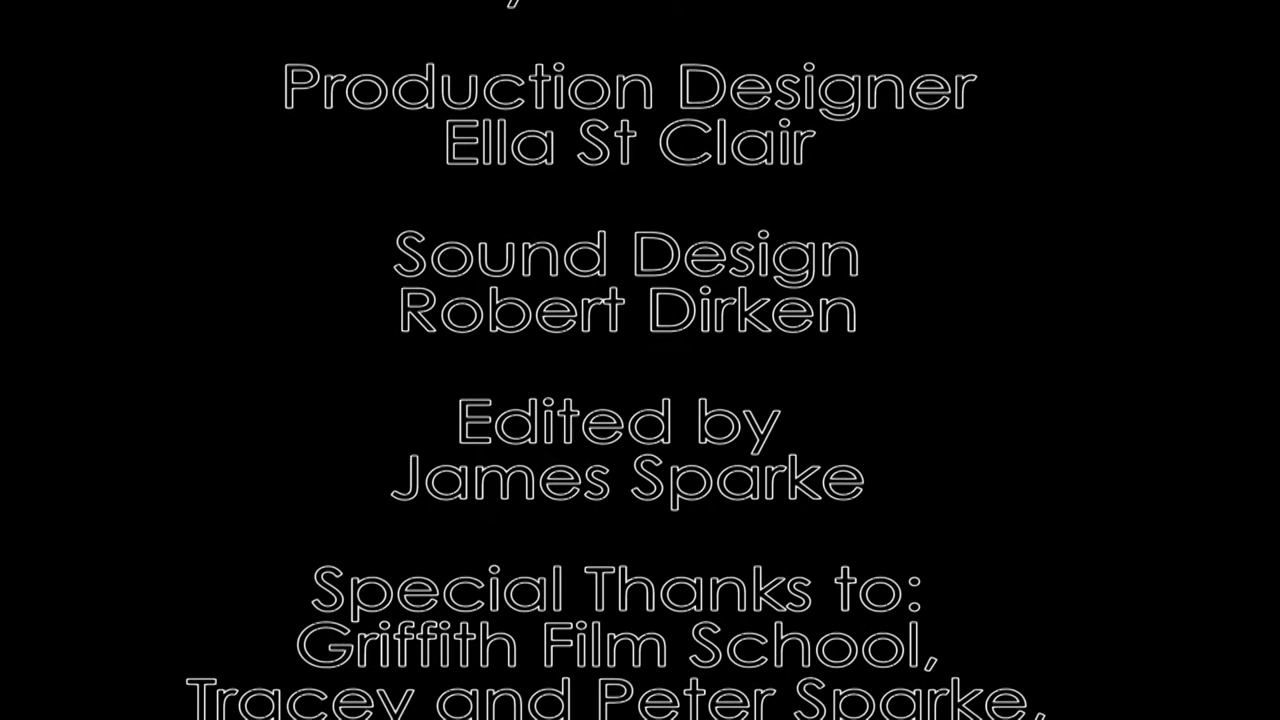 Production Designer
Ella St Clair
Sound Design
Robert Dirken
Edited by
James Sparke
Special Thanks to:
Griffith Film School,
Tracey and Peter Sparke,